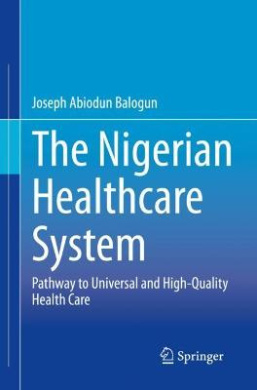 Joseph Abiodun Balogun
The Nigerian
Healthcare
System
Pathway to Universal and High-Quality
Health Care
Springer